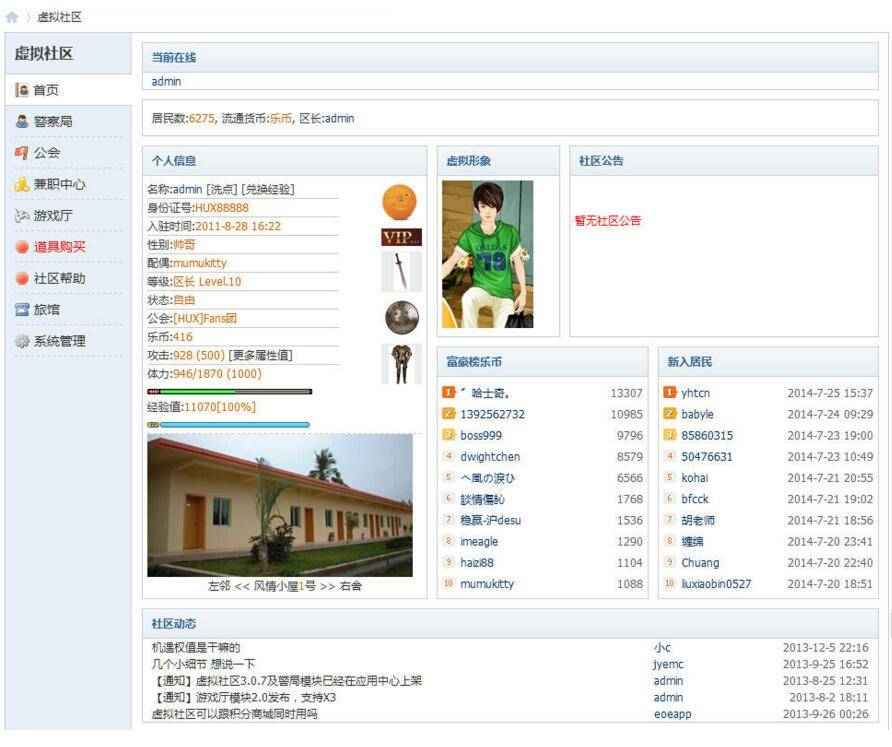 虚拟社区
虚拟社区
首页
警察局
公会
兼职中心
游戏厅
道具购买
社区帮助
旅馆
系统管理
当前在线
admin
居民数:6275, 流通货币:乐币, 区长:admin
个人信息
名称:admin [洗点] [兑换经验]
身份证号:HUX88888
入驻时间:2011-8-28 16:22
性别:帅哥
配偶:mumukitty
等级:区长 Level.10
状态:自由
公会:[HUX]Fans团
乐币:416
攻击:928 (500) [更多属性值]
体力:946/1870 (1000)
经验值:11070[100%]
VIP
左邻 << 风情小屋1号 >> 右舍
虚拟形象
78
社区公告
暂无社区公告
富豪榜乐币
1 〞哈士奇。 13307
2 1392562732 10985
3 boss999 9796
4 dwightchen 8579
5 へ風の淚ひ 6566
6 談情傷訫 1768
7 稳赢-沪desu 1536
8 imeagle 1290
9 haizi88 1104
10 mumukitty 1088
新入居民
1 yhtcn 2014-7-25 15:37
2 babyle 2014-7-24 09:29
3 85860315 2014-7-23 19:00
4 50476631 2014-7-23 10:49
5 kohai 2014-7-21 20:55
6 bfcck 2014-7-21 19:02
7 胡老师 2014-7-21 18:56
8 缠绵 2014-7-20 23:41
9 Chuang 2014-7-20 22:40
10 liuxiaobin0527 2014-7-20 18:51
社区动态
机遇权值是干嘛的 小c 2013-12-5 22:16
几个小细节 想说一下 jyemc 2013-9-25 16:52
【通知】虚拟社区3.0.7及警局模块已经在应用中心上架 admin 2013-8-25 12:31
【通知】游戏厅模块2.0发布，支持X3 admin 2013-8-2 18:11
虚拟社区可以跟积分商城同时用吗 eoeapp 2013-9-26 00:26